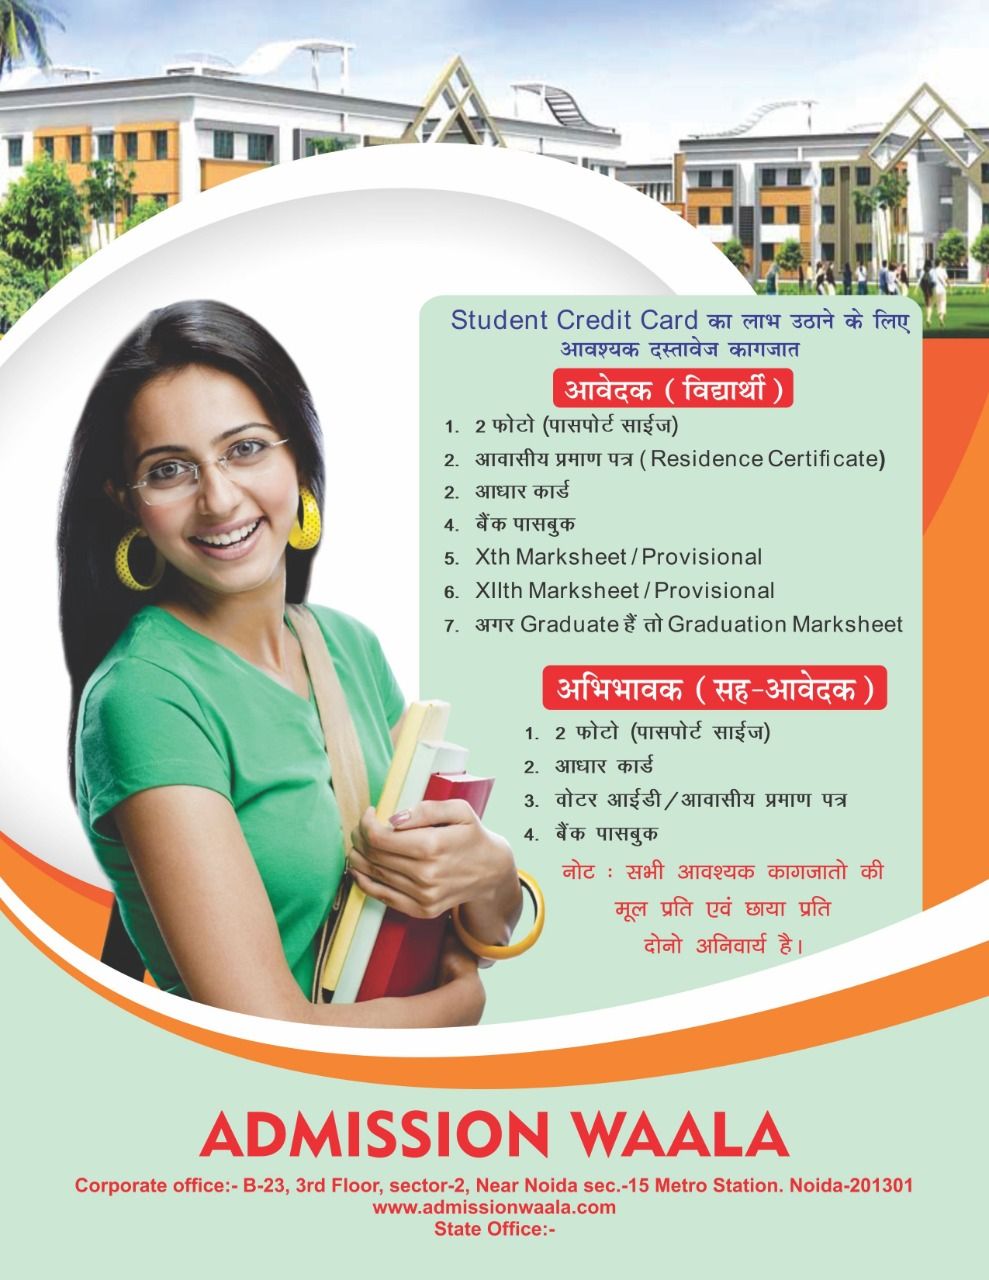 Student Credit Card का लाभ उठाने के लिए
आवश्यक दस्तावेज कागजात
आवेदक ( विद्यार्थी )
1. 2 फोटो (पासपोर्ट साईज)
2. आवासीय प्रमाण पत्र ( Residence Certificate)
2. आधार कार्ड
4. बैंक पासबुक
5. Xth Marksheet / Provisional
6. XIIth Marksheet / Provisional
7. अगर Graduate हैं तो Graduation Marksheet
अभिभावक ( सह-आवेदक )
1. 2 फोटो (पासपोर्ट साईज)
2. आधार कार्ड
3. वोटर आईडी / आवासीय प्रमाण पत्र
4. बैंक पासबुक
नोट : सभी आवश्यक कागजातो की
मूल प्रति एवं छाया प्रति
दोनो अनिवार्य है।
ADMISSION WAALA
Corporate office:- B-23, 3rd Floor, sector-2, Near Noida sec.-15 Metro Station. Noida-201301
www.admissionwaala.com
State Office:-